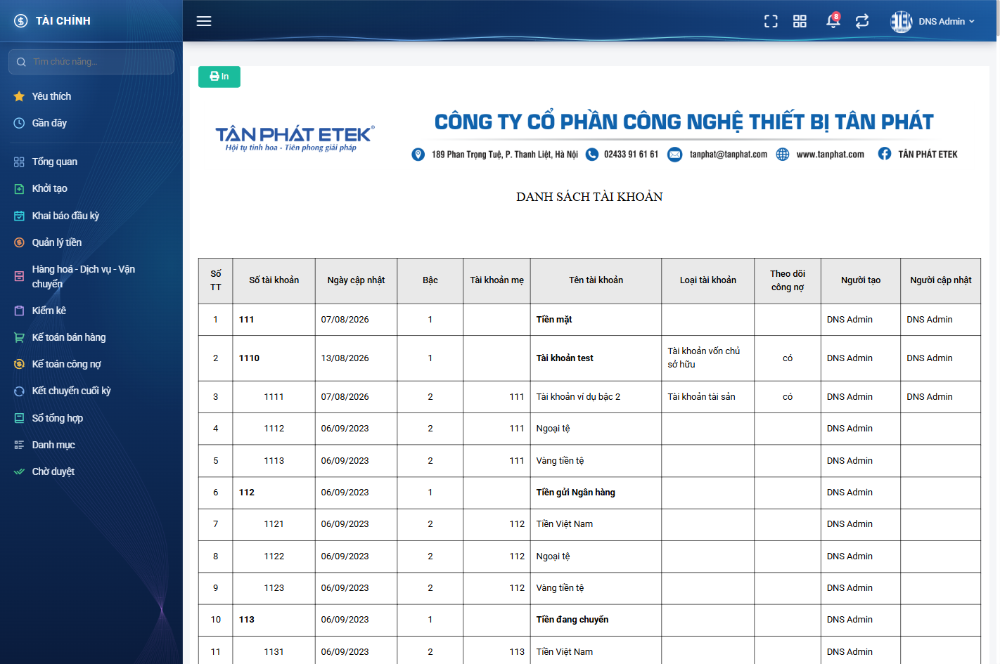 TÀI CHÍNH
8
DNS Admin
Tìm chức năng...
Yêu thích
Gần đây
Tổng quan
Khởi tạo
Khai báo đầu kỳ
Quản lý tiền
Hàng hoá - Dịch vụ - Vận
chuyển
Kiểm kê
Kế toán bán hàng
Kế toán công nợ
Kết chuyển cuối kỳ
Sổ tổng hợp
Danh mục
Chờ duyệt
In
TÂN PHÁT ETEK®
Hội tụ tinh hoa - Tiên phong giải pháp
CÔNG TY CỔ PHẦN CÔNG NGHỆ THIẾT BỊ TÂN PHÁT
189 Phan Trọng Tuệ, P. Thanh Liệt, Hà Nội 02433 91 61 61 tanphat@tanphat.com www.tanphat.com TÂN PHÁT ETEK
DANH SÁCH TÀI KHOẢN
Số TT Số tài khoản Ngày cập nhật Bậc Tài khoản mẹ Tên tài khoản Loại tài khoản Theo dõi công nợ Người tạo Người cập nhật
1 111 07/08/2026 1 Tiền mặt DNS Admin DNS Admin
2 1110 13/08/2026 1 Tài khoản test Tài khoản vốn chủ sở hữu có DNS Admin DNS Admin
3 1111 07/08/2026 2 111 Tài khoản ví dụ bậc 2 Tài khoản tài sản có DNS Admin DNS Admin
4 1112 06/09/2023 2 111 Ngoại tệ DNS Admin
5 1113 06/09/2023 2 111 Vàng tiền tệ DNS Admin
6 112 06/09/2023 1 Tiền gửi Ngân hàng DNS Admin
7 1121 06/09/2023 2 112 Tiền Việt Nam DNS Admin
8 1122 06/09/2023 2 112 Ngoại tệ DNS Admin
9 1123 06/09/2023 2 112 Vàng tiền tệ DNS Admin
10 113 06/09/2023 1 Tiền đang chuyển DNS Admin
11 1131 06/09/2023 2 113 Tiền Việt Nam DNS Admin